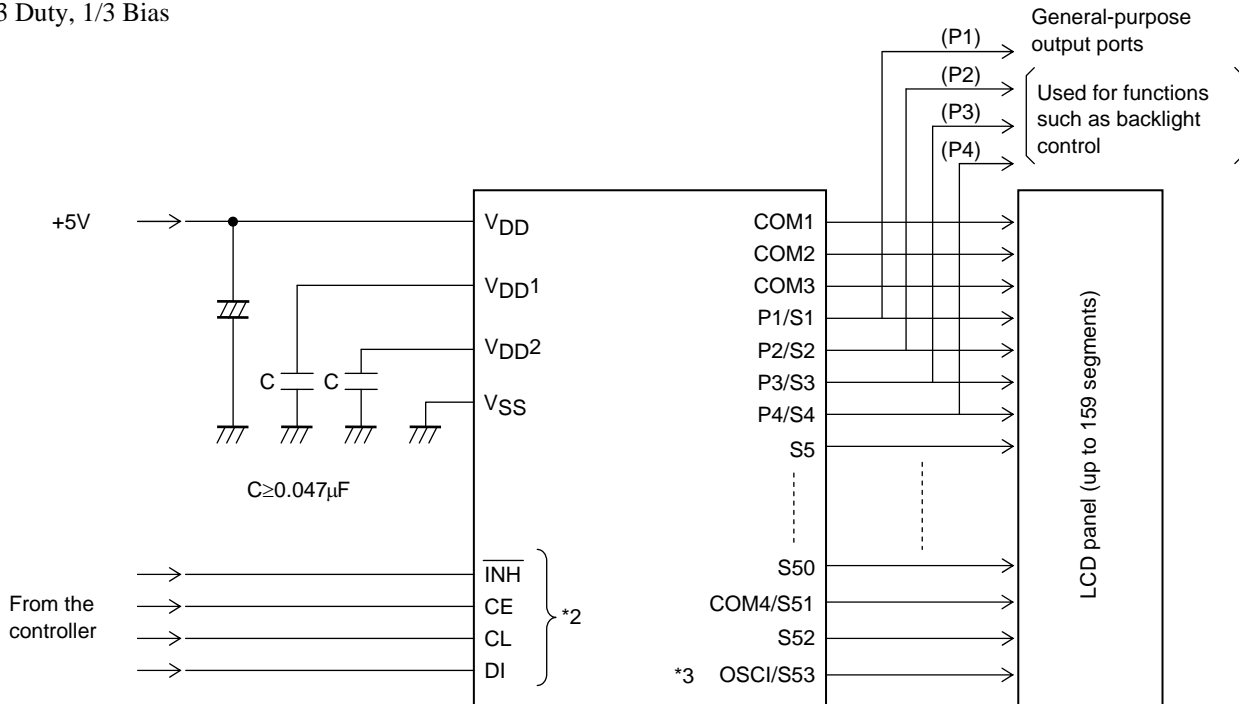 3 Duty, 1/3 Bias
General-purpose
output ports
(P1)
(P2)
(P3)
(P4)
Used for functions
such as backlight
control
+5V
VDD
VDD1
VDD2
VSS
C
C
C≥0.047μF
From the
controller
INH
CE
CL
DI
*2
COM1
COM2
COM3
P1/S1
P2/S2
P3/S3
P4/S4
S5
S50
COM4/S51
S52
*3 OSCI/S53
LCD panel (up to 159 segments)